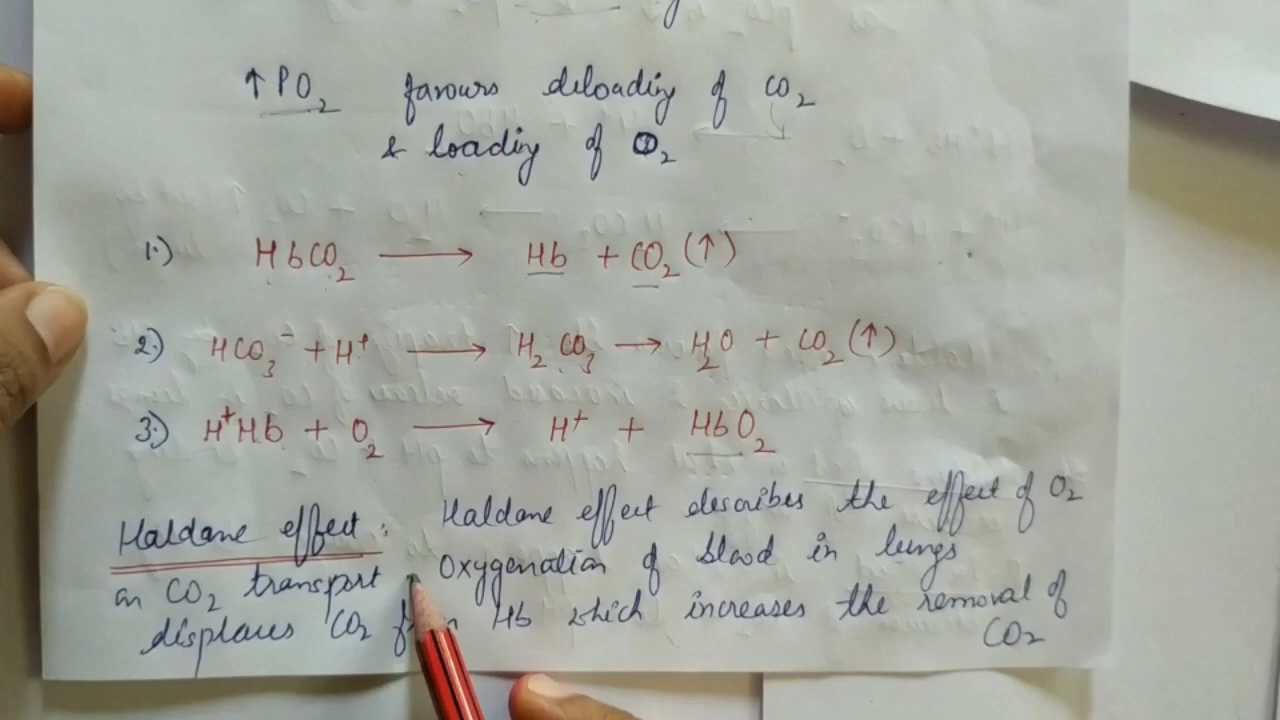 ↑ PO₂ favours deloading of CO₂
& loading of O₂
1.) HbCO₂ ⟶ Hb + CO₂ (↑)
2.) HCO₃⁻ + H⁺ ⟶ H₂CO₃ ⟶ H₂O + CO₂ (↑)
3.) H⁺Hb + O₂ ⟶ H⁺ + HbO₂
Haldane effect : Haldane effect describes the effect of O₂
on CO₂ transport. Oxygenation of blood in lungs
displaces CO₂ Hb which increases the removal of
CO₂